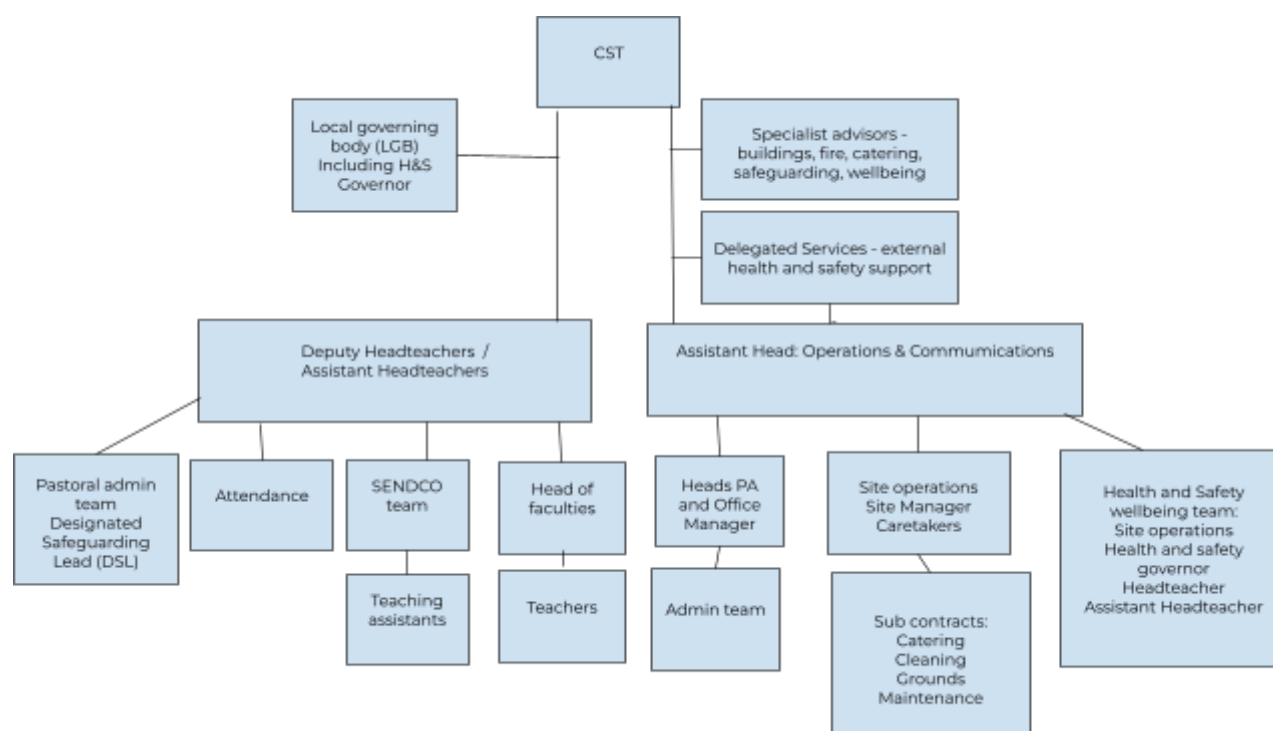 CST
Local governing
body (LGB)
Including H&S
Governor
Specialist advisors -
buildings, fire, catering,
safeguarding, wellbeing
Delegated Services - external
health and safety support
Deputy Headteachers /
Assistant Headteachers
Assistant Head: Operations & Commumications
Pastoral admin
team
Designated
Safeguarding
Lead (DSL)
Attendance
SENDCO
team
Head of
faculties
Heads PA
and Office
Manager
Site operations
Site Manager
Caretakers
Health and Safety
wellbeing team:
Site operations
Health and safety
governor
Headteacher
Assistant Headteacher
Teaching
assistants
Teachers
Admin team
Sub contracts:
Catering
Cleaning
Grounds
Maintenance